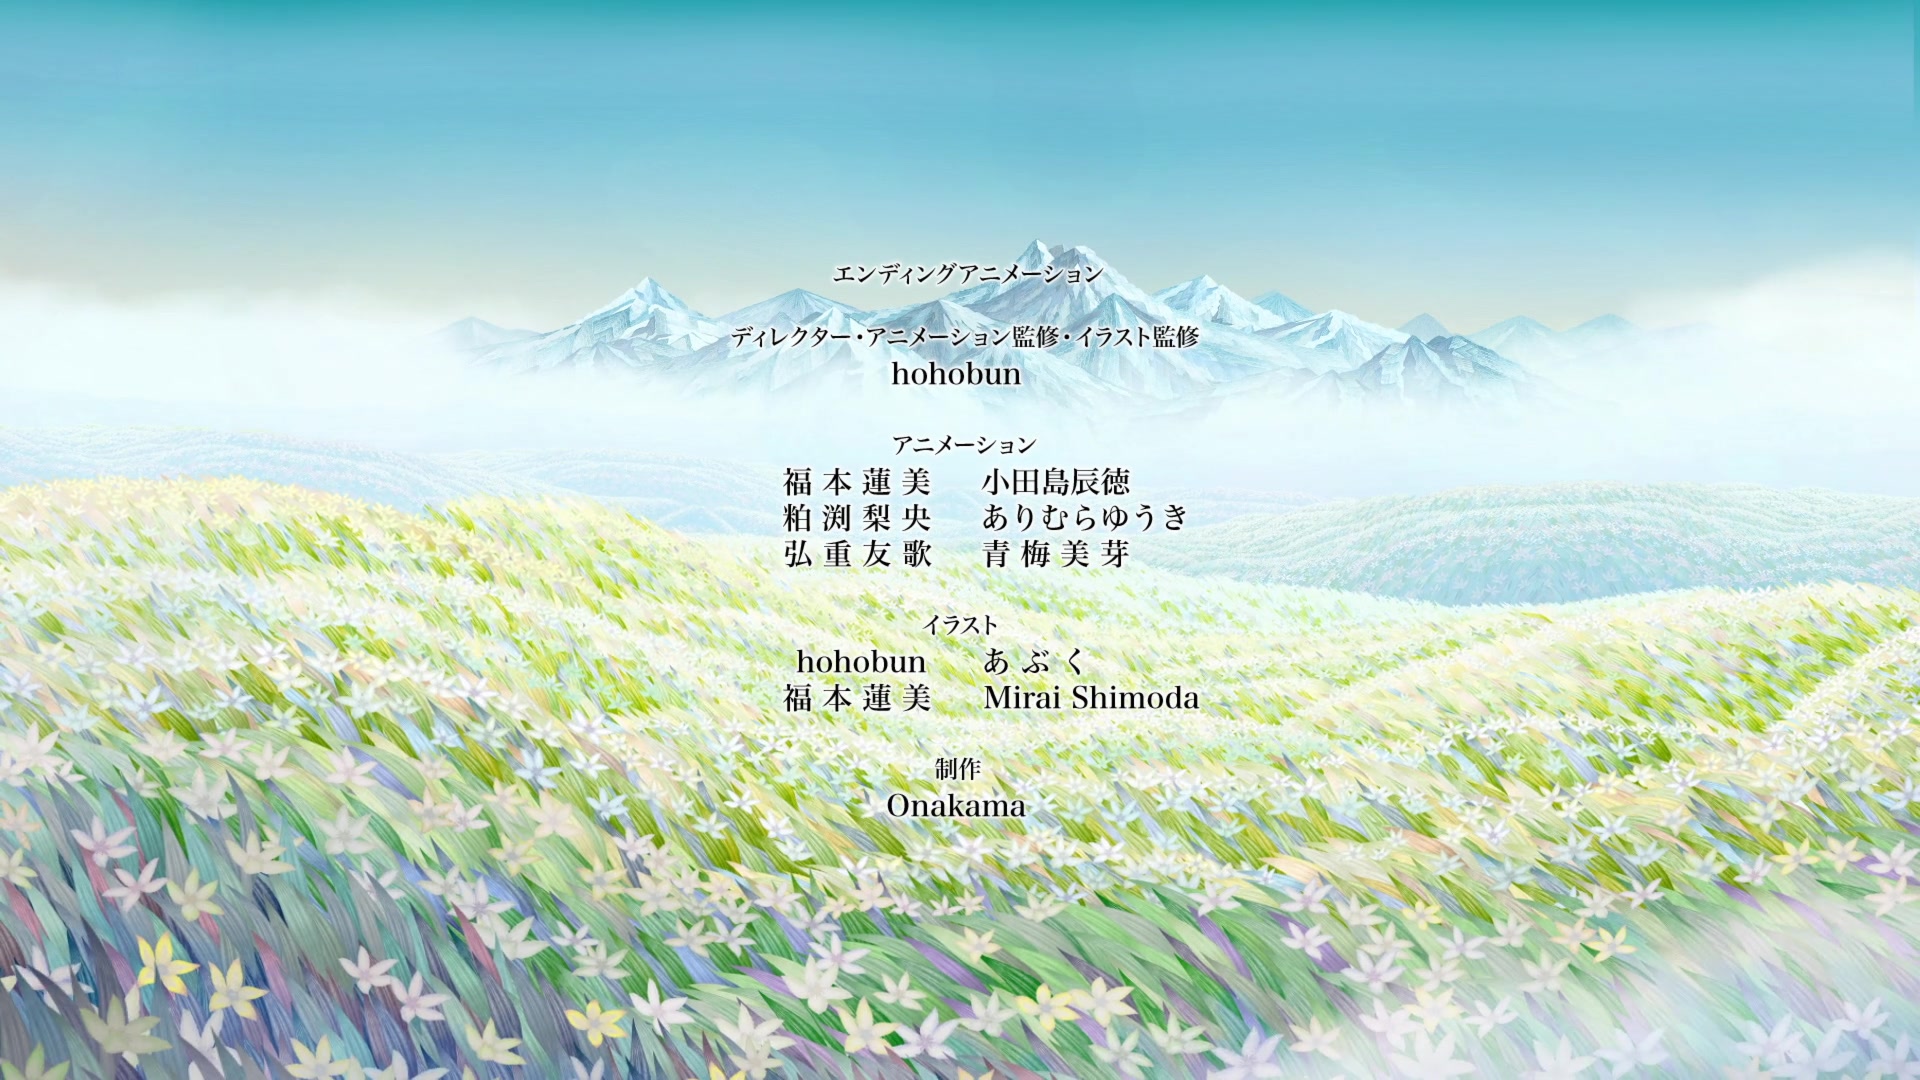 エンディングアニメーション
ディレクター・アニメーション監修・イラスト監修
hohobun
アニメーション
福本蓮美 小田島辰徳
粕渕梨央 ありむらゆうき
弘重友歌 青梅美芽
イラスト
hohobun あぶく
福本蓮美 Mirai Shimoda
制作
Onakama